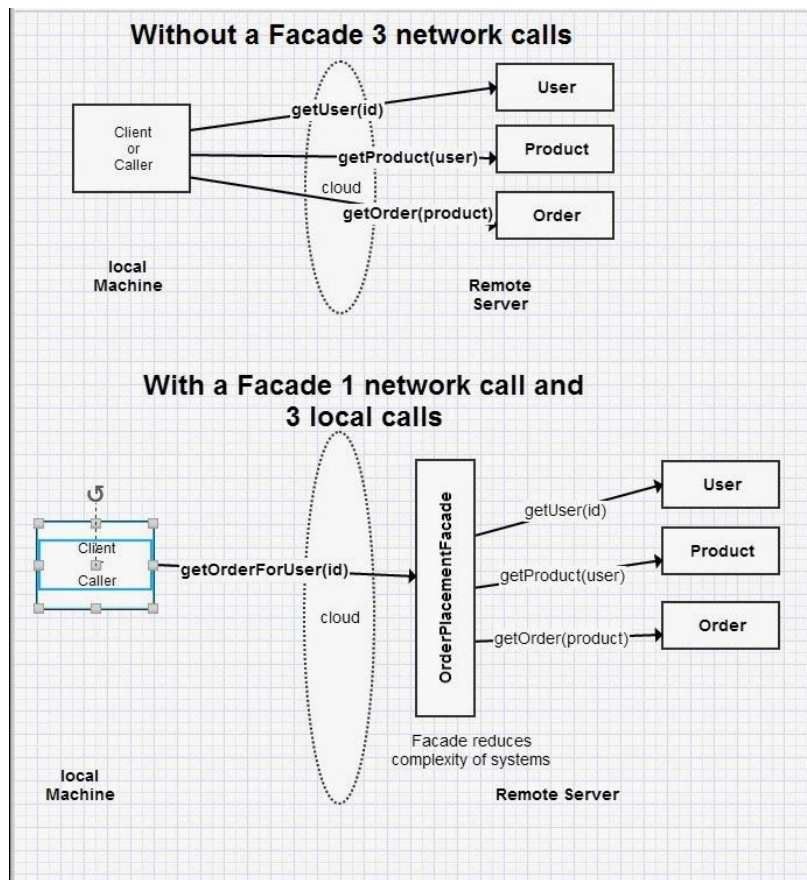 Without a Facade 3 network calls
User
getUser(id)
Client
or
Caller
Product
getProduct(user)
cloud
getOrder(product)
Order
local
Machine
Remote
Server
With a Facade 1 network call and
3 local calls
User
getUser(id)
Client
Caller
getOrderForUser(id)
OrderPlacementFacade
Product
getProduct(user)
cloud
Order
getOrder(product)
Facade reduces
complexity of systems
local
Machine
Remote Server